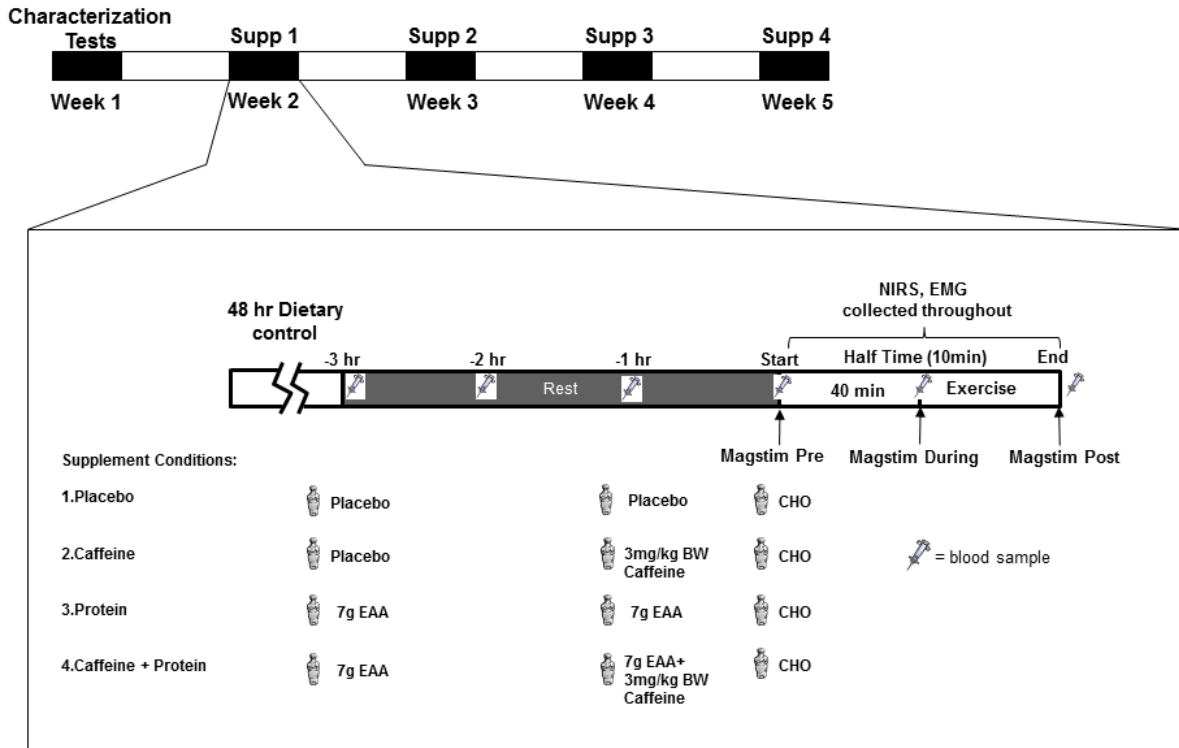 Characterization
Tests
Supp 1
Supp 2
Supp 3
Supp 4
Week 1
Week 2
Week 3
Week 4
Week 5
NIRS, EMG
collected throughout
48 hr Dietary
control
-3 hr
-2 hr
-1 hr
Start
Half Time (10min)
End
Rest
40 min
Exercise
Magstim Pre
Magstim During
Magstim Post
Supplement Conditions:
1.Placebo
Placebo
Placebo
CHO
2.Caffeine
Placebo
3mg/kg BW
Caffeine
CHO
= blood sample
3.Protein
7g EAA
7g EAA
CHO
4.Caffeine + Protein
7g EAA
7g EAA+
3mg/kg BW
Caffeine
CHO